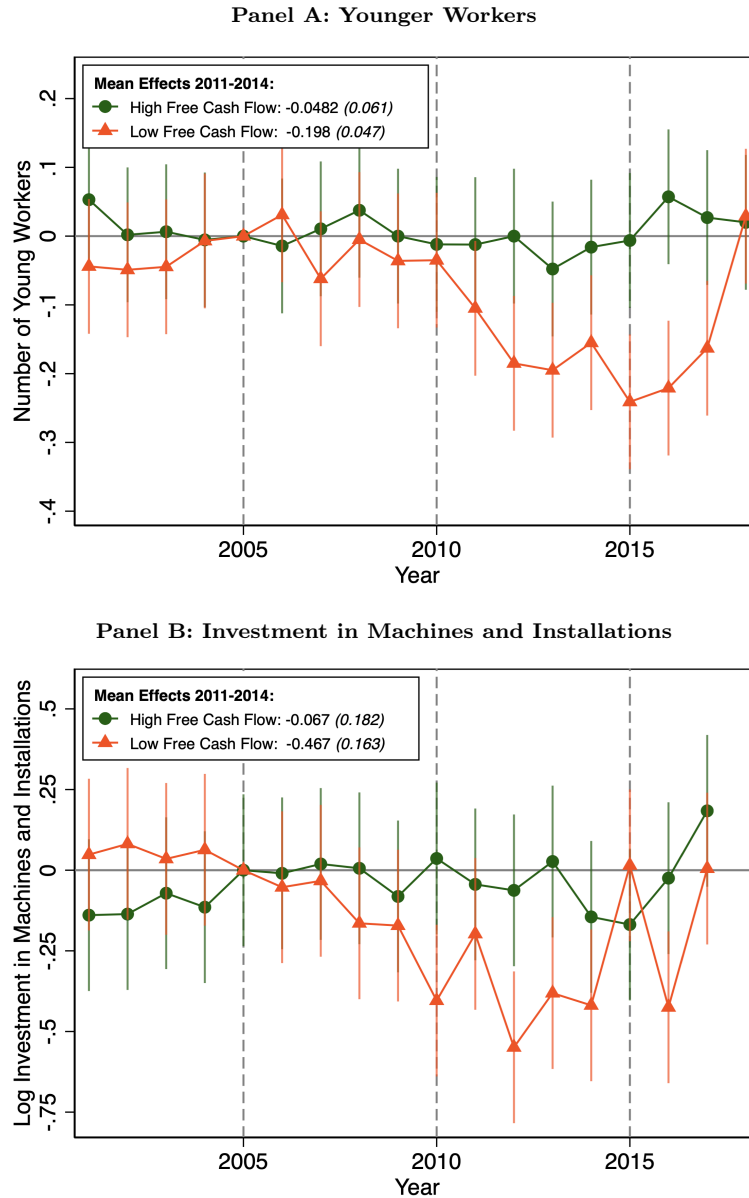 Panel A: Younger Workers
Mean Effects 2011-2014:
High Free Cash Flow: -0.0482 (0.061)
Low Free Cash Flow: -0.198 (0.047)
Number of Young Workers
.2
.1
0
-.1
-.2
-.3
-.4
2005
2010
2015
Year
Panel B: Investment in Machines and Installations
Mean Effects 2011-2014:
High Free Cash Flow: -0.067 (0.182)
Low Free Cash Flow: -0.467 (0.163)
Log Investment in Machines and Installations
.5
.25
0
-.25
-.5
-.75
2005
2010
2015
Year